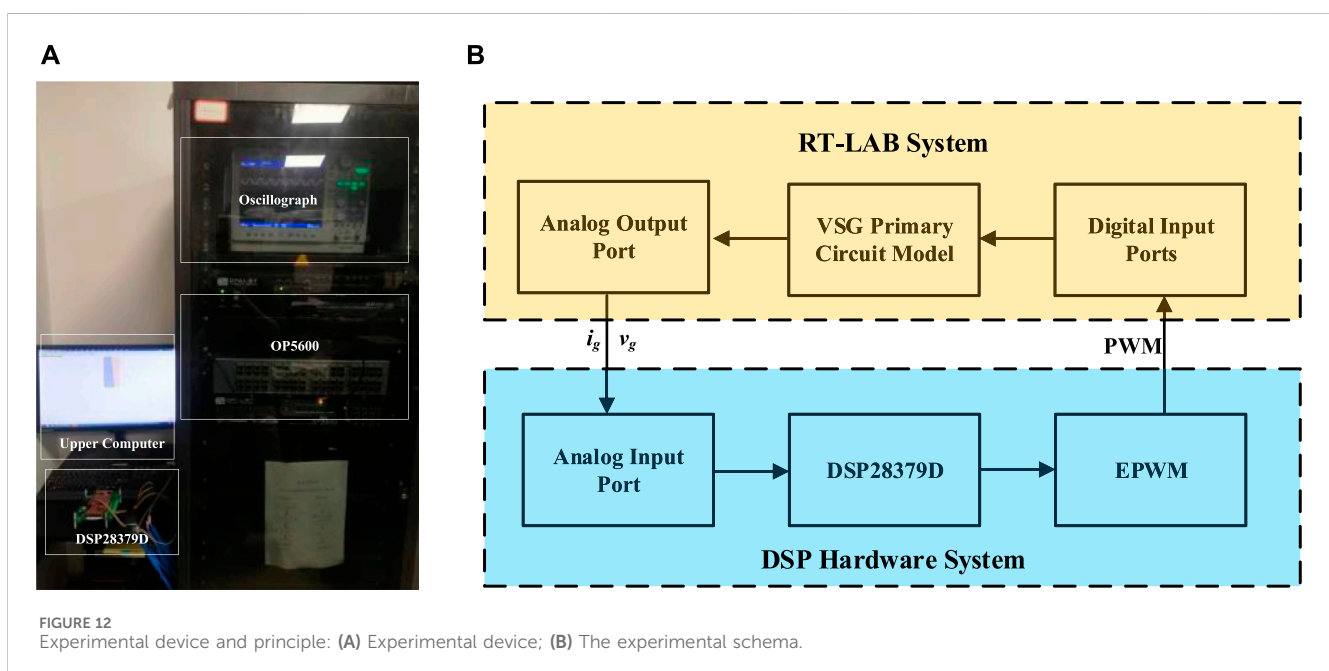 A
Oscillograph
OP5600
Upper Computer
DSP28379D
B
RT-LAB System
Analog Output
Port
VSG Primary
Circuit Model
Digital Input
Ports
i_g v_g
PWM
Analog Input
Port
DSP28379D
EPWM
DSP Hardware System
FIGURE 12
Experimental device and principle: (A) Experimental device; (B) The experimental schema.